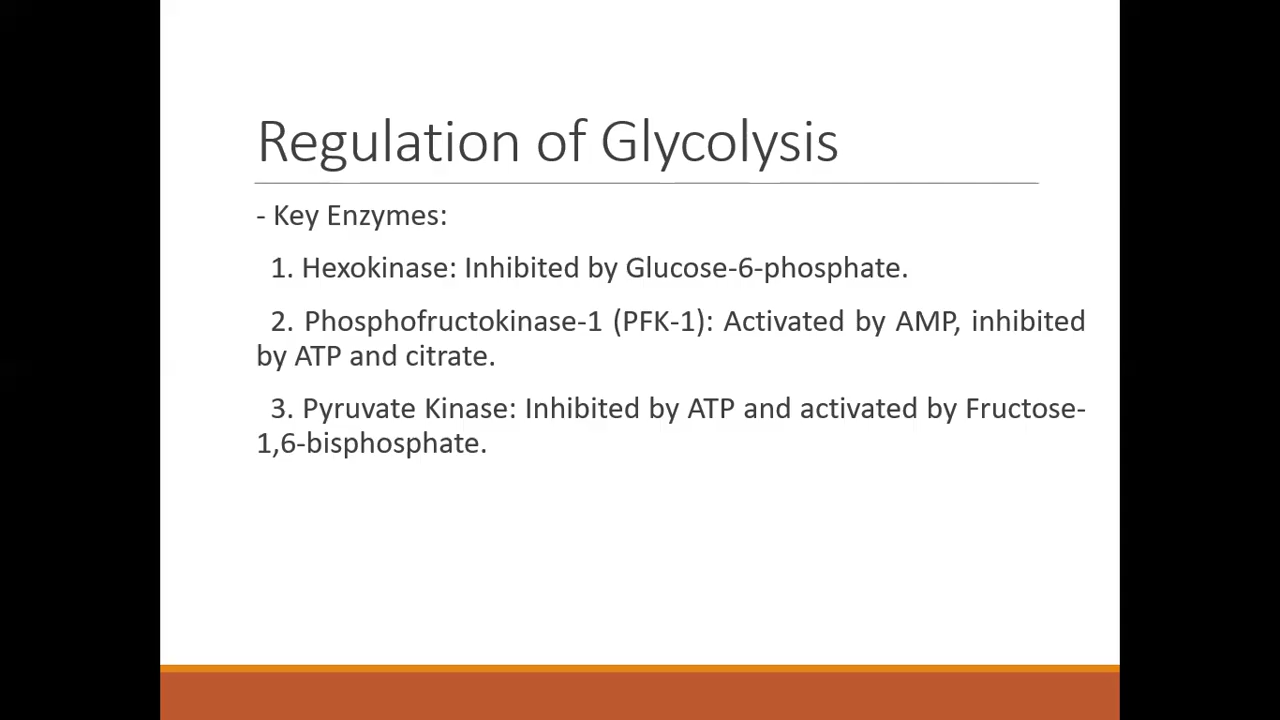 Regulation of Glycolysis
- Key Enzymes:
1. Hexokinase: Inhibited by Glucose-6-phosphate.
2. Phosphofructokinase-1 (PFK-1): Activated by AMP, inhibited
by ATP and citrate.
3. Pyruvate Kinase: Inhibited by ATP and activated by Fructose-
1,6-bisphosphate.